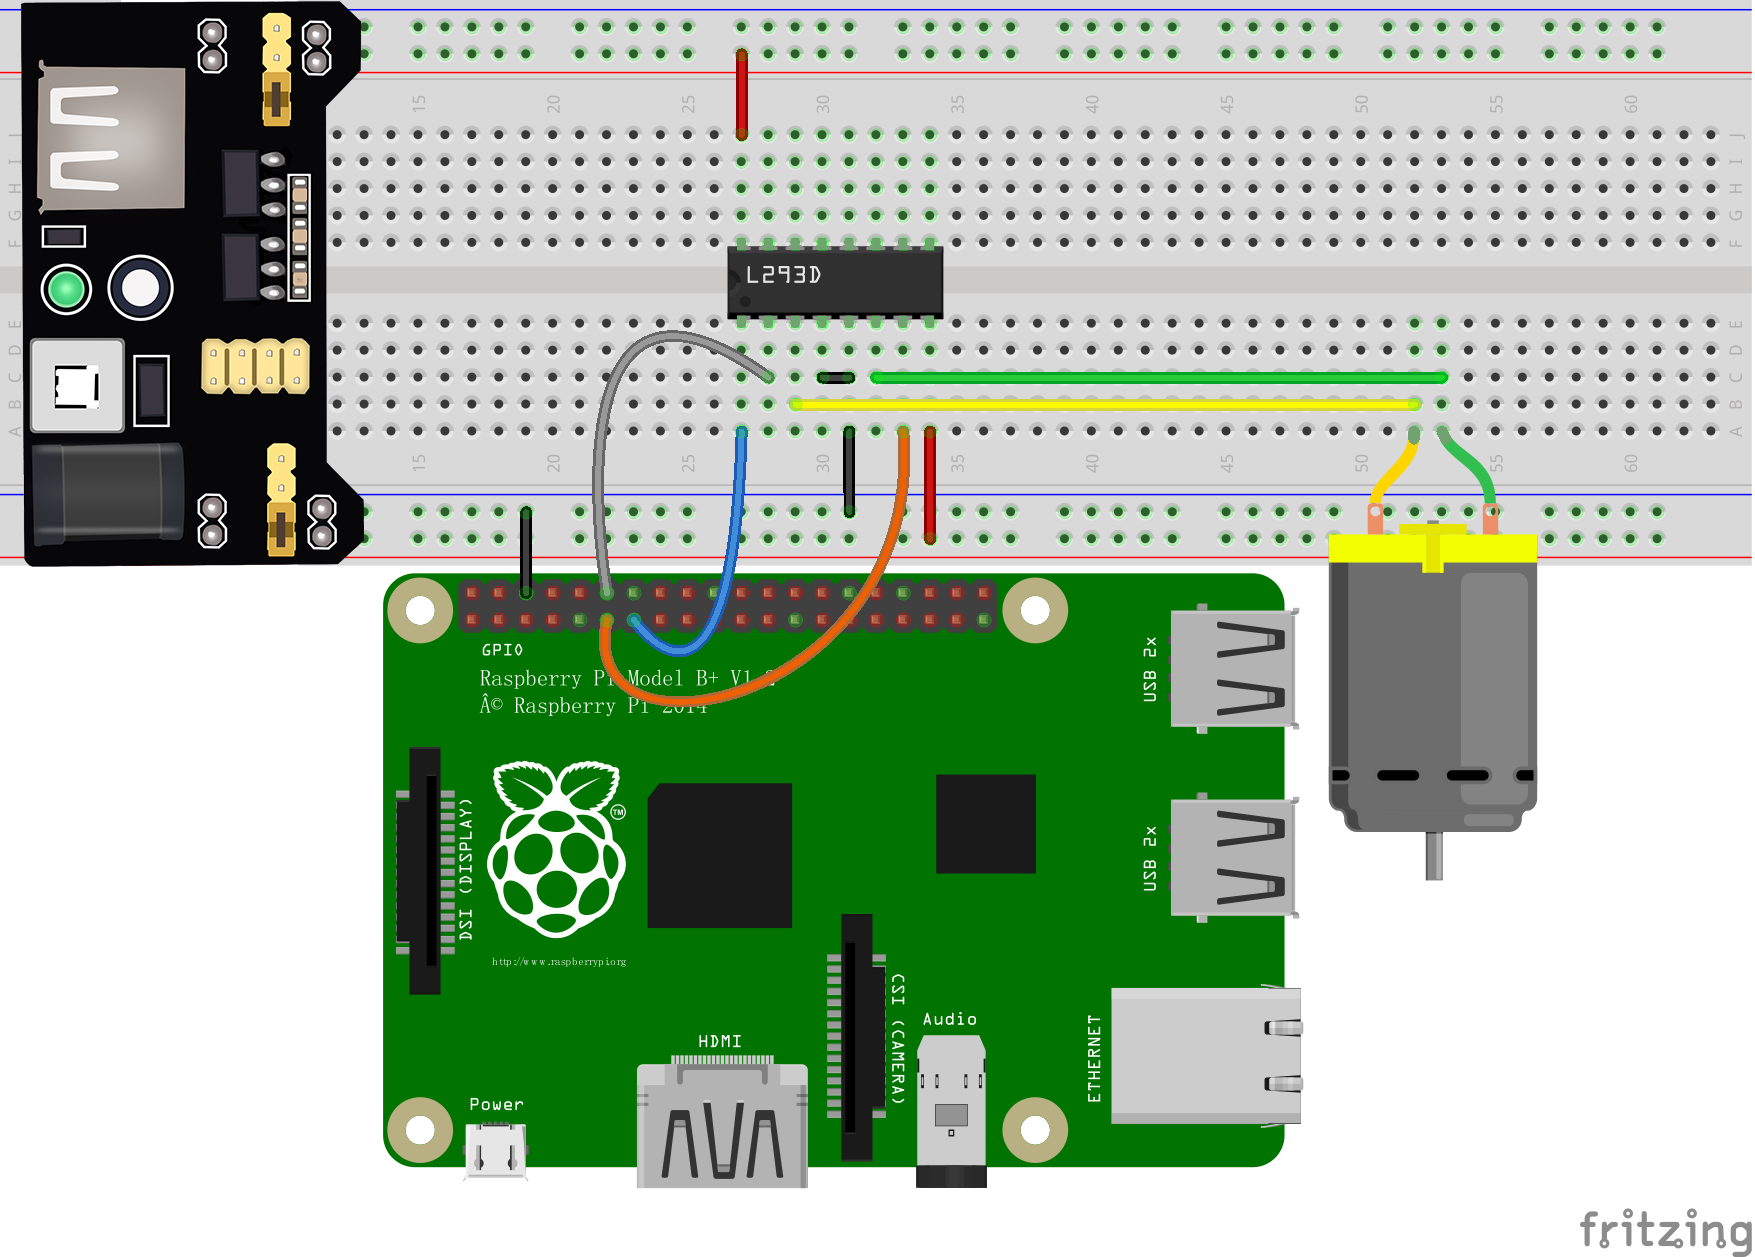 15 20 25 30 35 40 45 50 55 60
J J
I I
H H
G G
F F
L293D
E E
D D
C C
B B
A A
15 20 25 30 35 40 45 50 55 60
GPIO
Raspberry Pi Model B+ V1.2
Â© Raspberry Pi 2014
USB 2x
DSI (DISPLAY)
TM
USB 2x
http://www.raspberrypi.org
CSI (CAMERA)
Audio
ETHERNET
HDMI
Power
fritzing